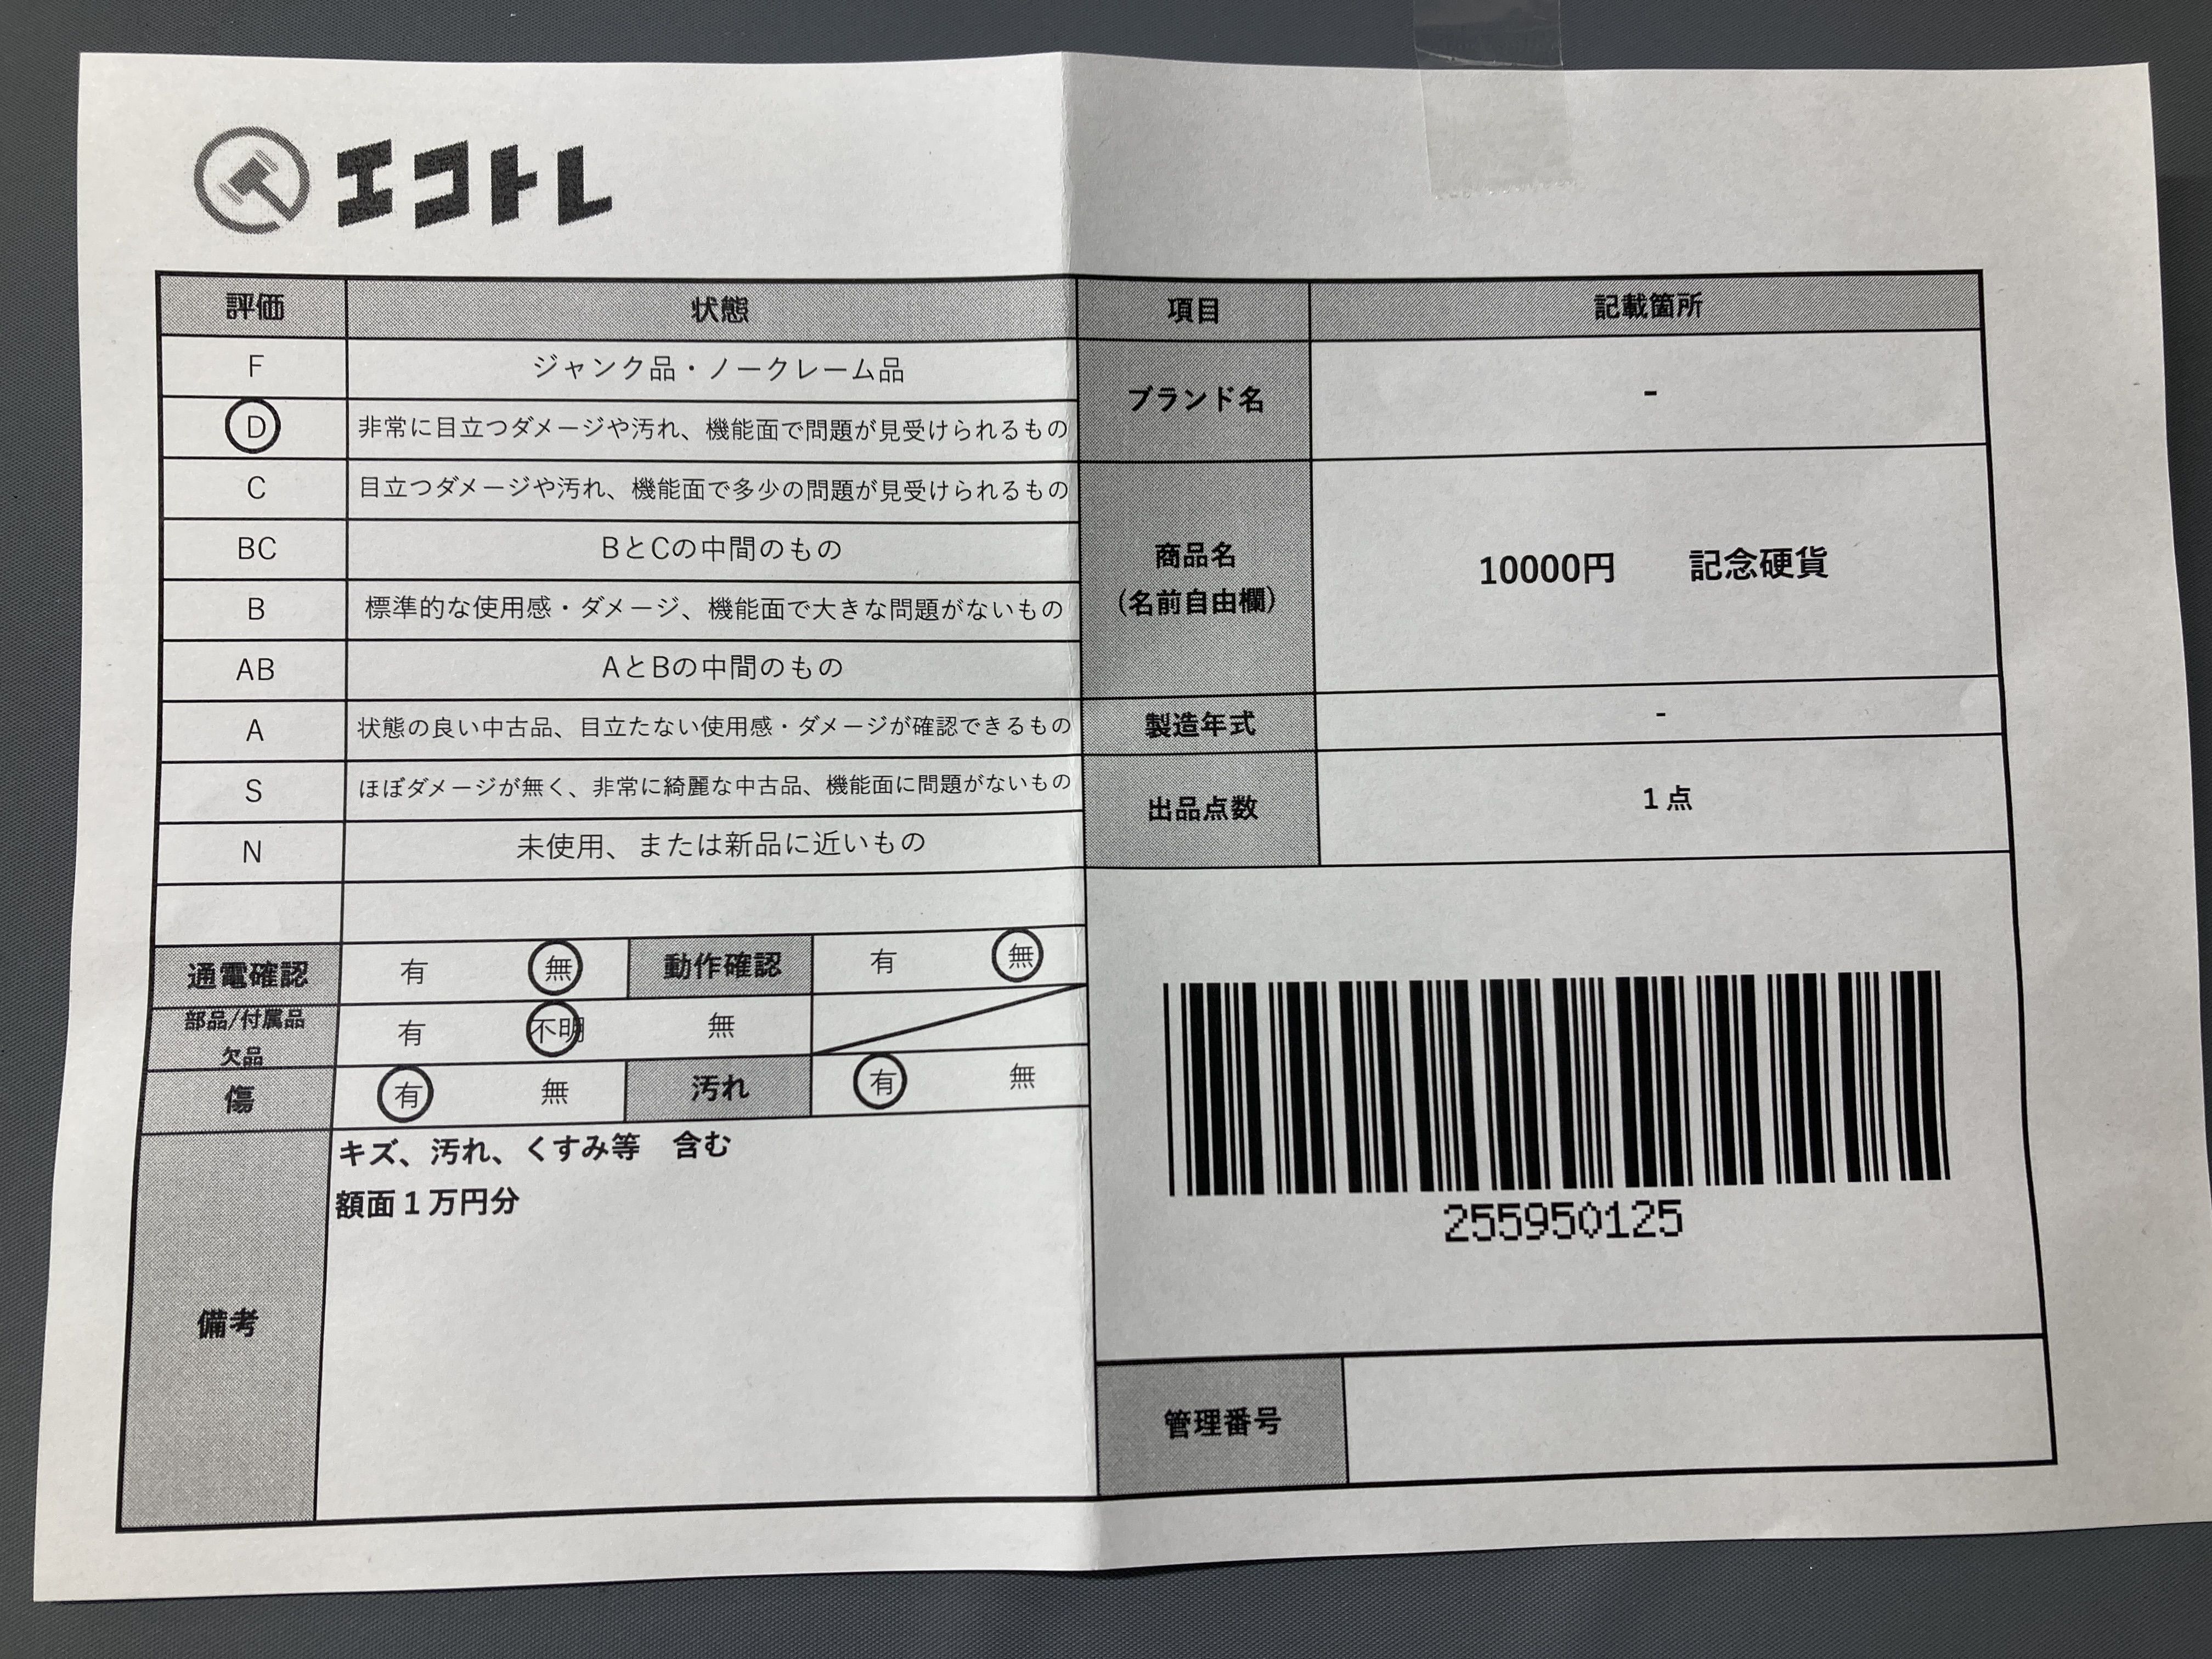 エコトレ
評価 状態
F ジャンク品・ノークレーム品
D 非常に目立つダメージや汚れ、機能面で問題が見受けられるもの
C 目立つダメージや汚れ、機能面で多少の問題が見受けられるもの
BC BとCの中間のもの
B 標準的な使用感・ダメージ、機能面で大きな問題がないもの
AB AとBの中間のもの
A 状態の良い中古品、目立たない使用感・ダメージが確認できるもの
S ほぼダメージが無く、非常に綺麗な中古品、機能面に問題がないもの
N 未使用、または新品に近いもの
通電確認 有 無 動作確認 有 無
部品/付属品 有 不明 無
欠品
傷 有 無 汚れ 有 無
備考
キズ、汚れ、くすみ等 含む
額面1万円分
項目 記載箇所
ブランド名 -
商品名
(名前自由欄)
10000円 記念硬貨
製造年式 -
出品点数 1点
255950125
管理番号